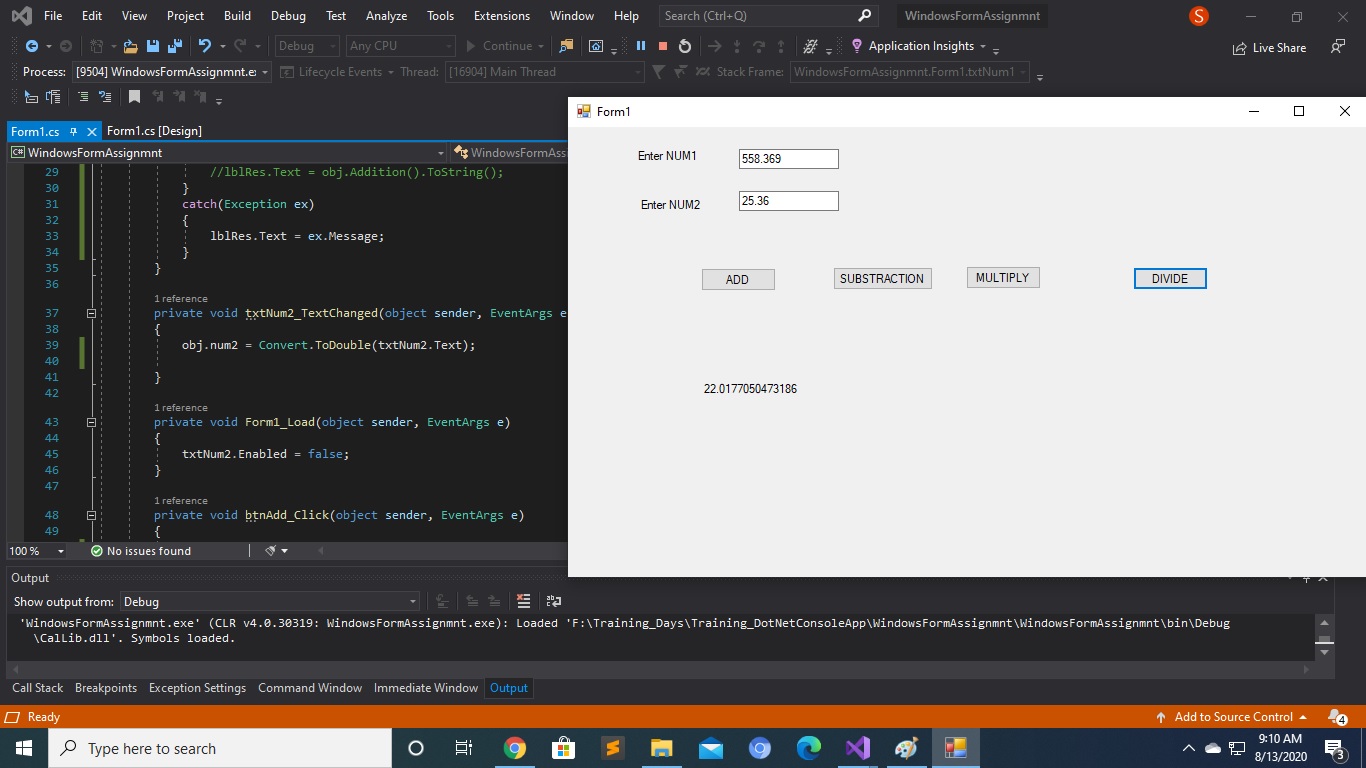 File Edit View Project Build Debug Test Analyze Tools Extensions Window Help Search (Ctrl+Q) WindowsFormAssignmnt S
Debug Any CPU Continue Application Insights Live Share
Process: [9504] WindowsFormAssignmnt.e Lifecycle Events Thread: [16904] Main Thread Stack Frame: WindowsFormAssignmnt.Form1.txtNum1
Form1.cs Form1.cs [Design]
C# WindowsFormAssignmnt WindowsFormAss
29 //lblRes.Text = obj.Addition().ToString();
30 }
31 catch(Exception ex)
32 {
33 lblRes.Text = ex.Message;
34 }
35 }
36
1 reference
37 private void txtNum2_TextChanged(object sender, EventArgs e
38 {
39 obj.num2 = Convert.ToDouble(txtNum2.Text);
40
41 }
42
1 reference
43 private void Form1_Load(object sender, EventArgs e)
44 {
45 txtNum2.Enabled = false;
46 }
47
1 reference
48 private void btnAdd_Click(object sender, EventArgs e)
49 {
100 % No issues found
Form1
Enter NUM1 558.369
Enter NUM2 25.36
ADD SUBSTRACTION MULTIPLY DIVIDE
22.0177050473186
Output
Show output from: Debug
'WindowsFormAssignmnt.exe' (CLR v4.0.30319: WindowsFormAssignmnt.exe): Loaded 'F:\Training_Days\Training_DotNetConsoleApp\WindowsFormAssignmnt\WindowsFormAssignmnt\bin\Debug
\CalLib.dll'. Symbols loaded.
Call Stack Breakpoints Exception Settings Command Window Immediate Window Output
Ready Add to Source Control 4
Type here to search
9:10 AM
8/13/2020
3